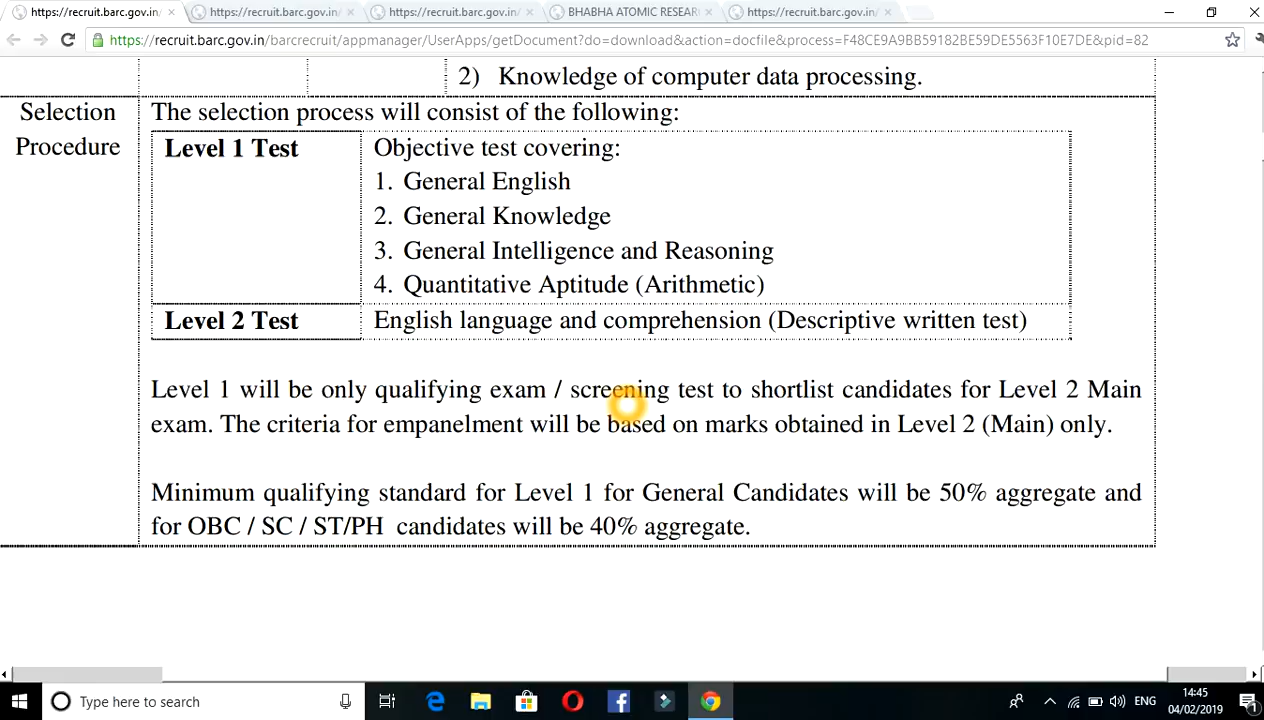 https://recruit.barc.gov.in/
https://recruit.barc.gov.in/
https://recruit.barc.gov.in/
BHABHA ATOMIC RESEAR
https://recruit.barc.gov.in/
https://recruit.barc.gov.in/barcrecruit/appmanager/UserApps/getDocument?do=download&action=docfile&process=F48CE9A9BB59182BE59DE5563F10E7DE&pid=82
2) Knowledge of computer data processing.
Selection
Procedure
The selection process will consist of the following:
Level 1 Test
Objective test covering:
1. General English
2. General Knowledge
3. General Intelligence and Reasoning
4. Quantitative Aptitude (Arithmetic)
Level 2 Test
English language and comprehension (Descriptive written test)
Level 1 will be only qualifying exam / screening test to shortlist candidates for Level 2 Main
exam. The criteria for empanelment will be based on marks obtained in Level 2 (Main) only.
Minimum qualifying standard for Level 1 for General Candidates will be 50% aggregate and
for OBC / SC / ST/PH candidates will be 40% aggregate.
Type here to search
ENG
14:45
04/02/2019
1